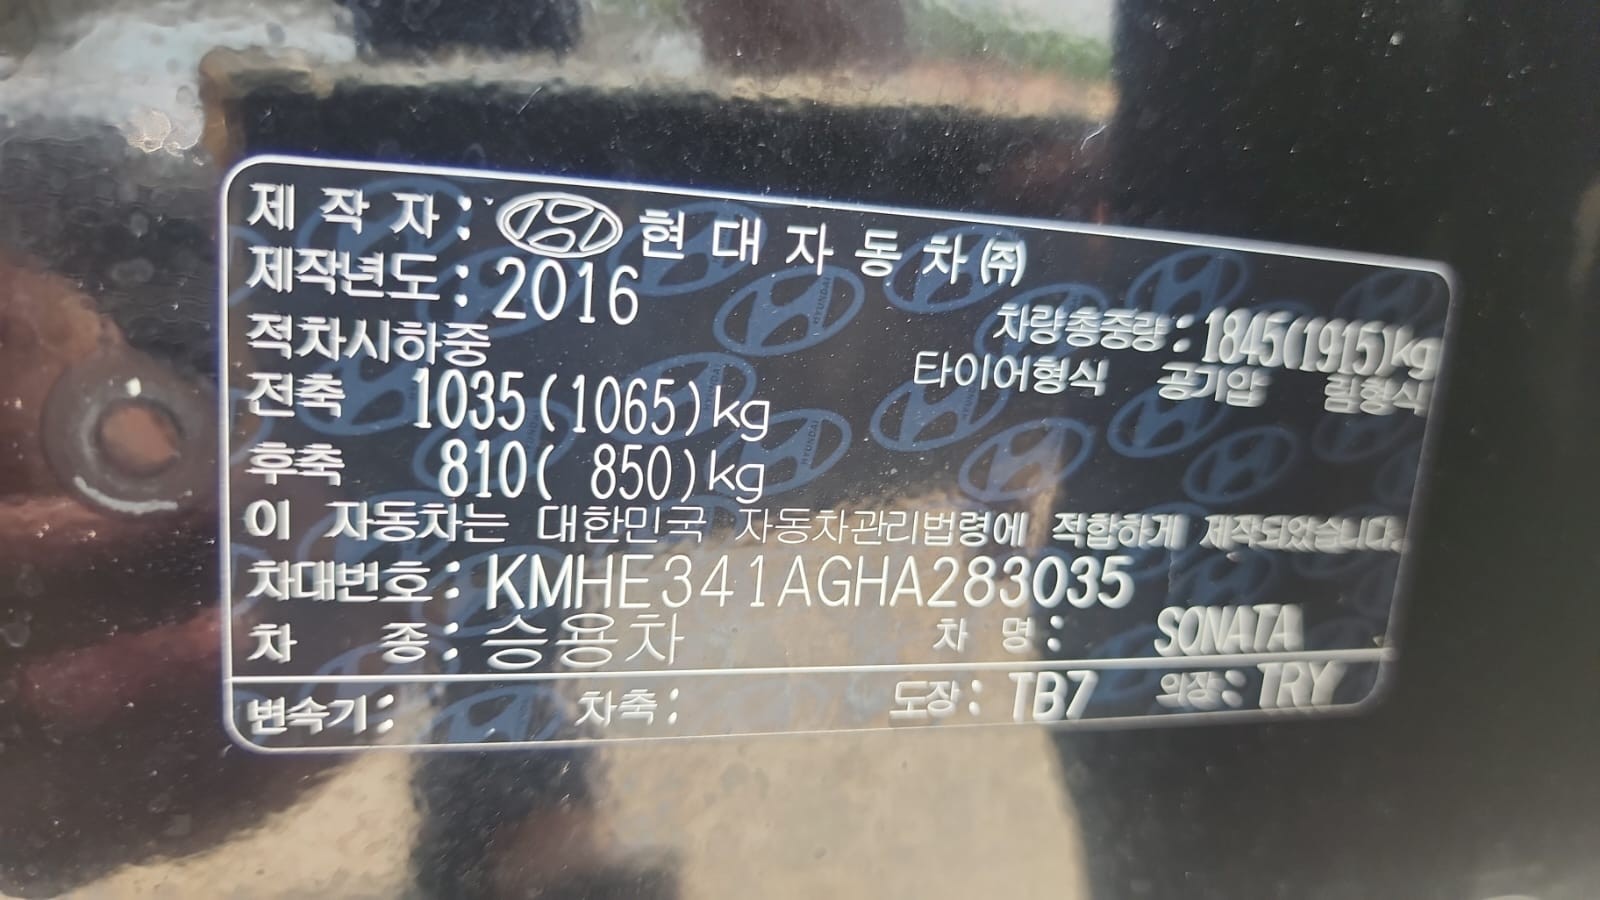 제 작 자 : HYUNDAI 현 대 자 동 차 ㈜
제작년도 : 2016
차량총중량 : 1845(1915)kg
적차시하중
타이어형식 공기압 림형식
전축 1035(1065)kg
후축 810( 850)kg
이 자동차는 대한민국 자동차관리법령에 적합하게 제작되었습니다.
차대번호 : KMHE341AGHA283035
차 종 : 승용차 차 명 : SONATA
변속기 : 차축 : 도장 : TB7 의장 : TRY